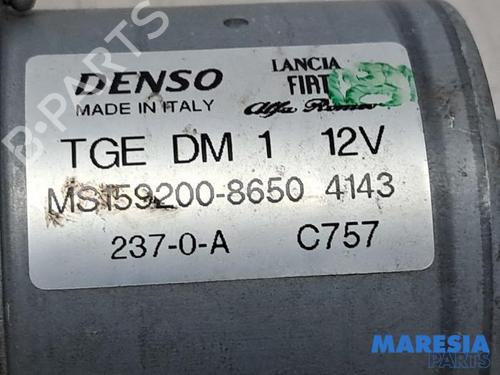 DENSO
MADE IN ITALY
LANCIA
FIAT
Alfa Romeo
TGE DM 1 12V
MS159200-8650 4143
237-0-A C757
B-PARTS
MARESIA
PARTS